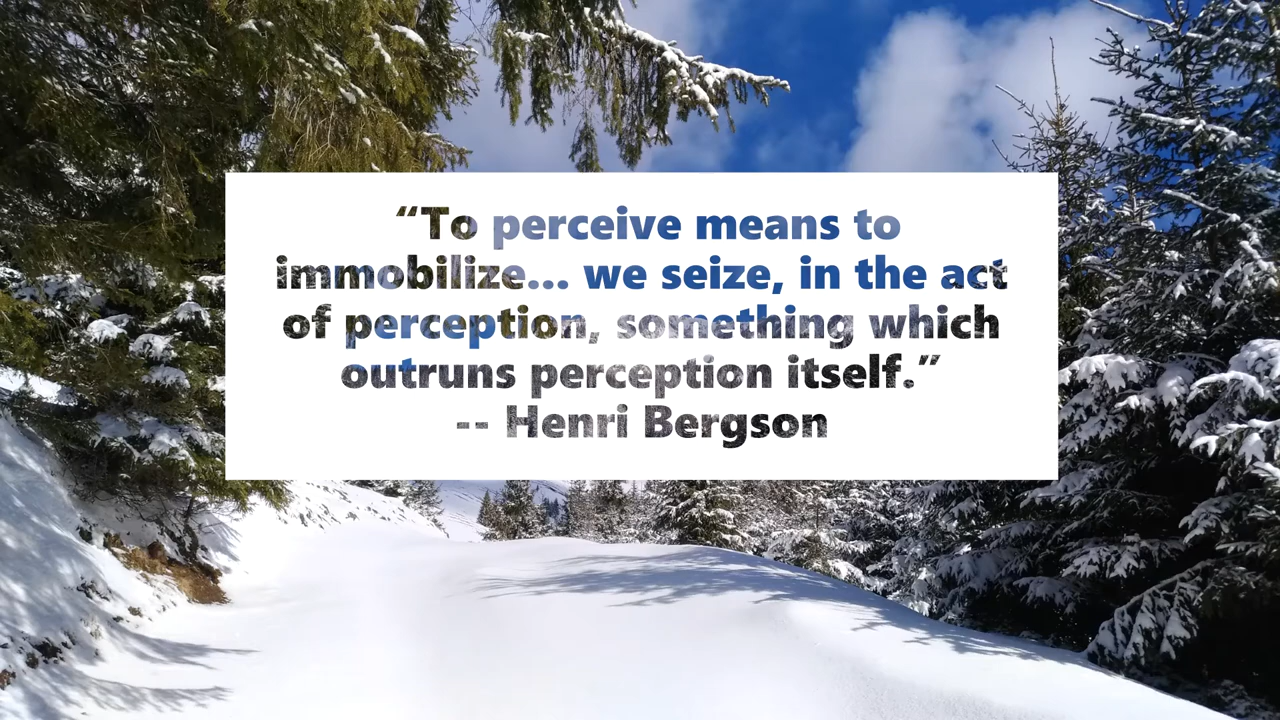 “To perceive means to
immobilize... we seize, in the act
of perception, something which
outruns perception itself.”
-- Henri Bergson